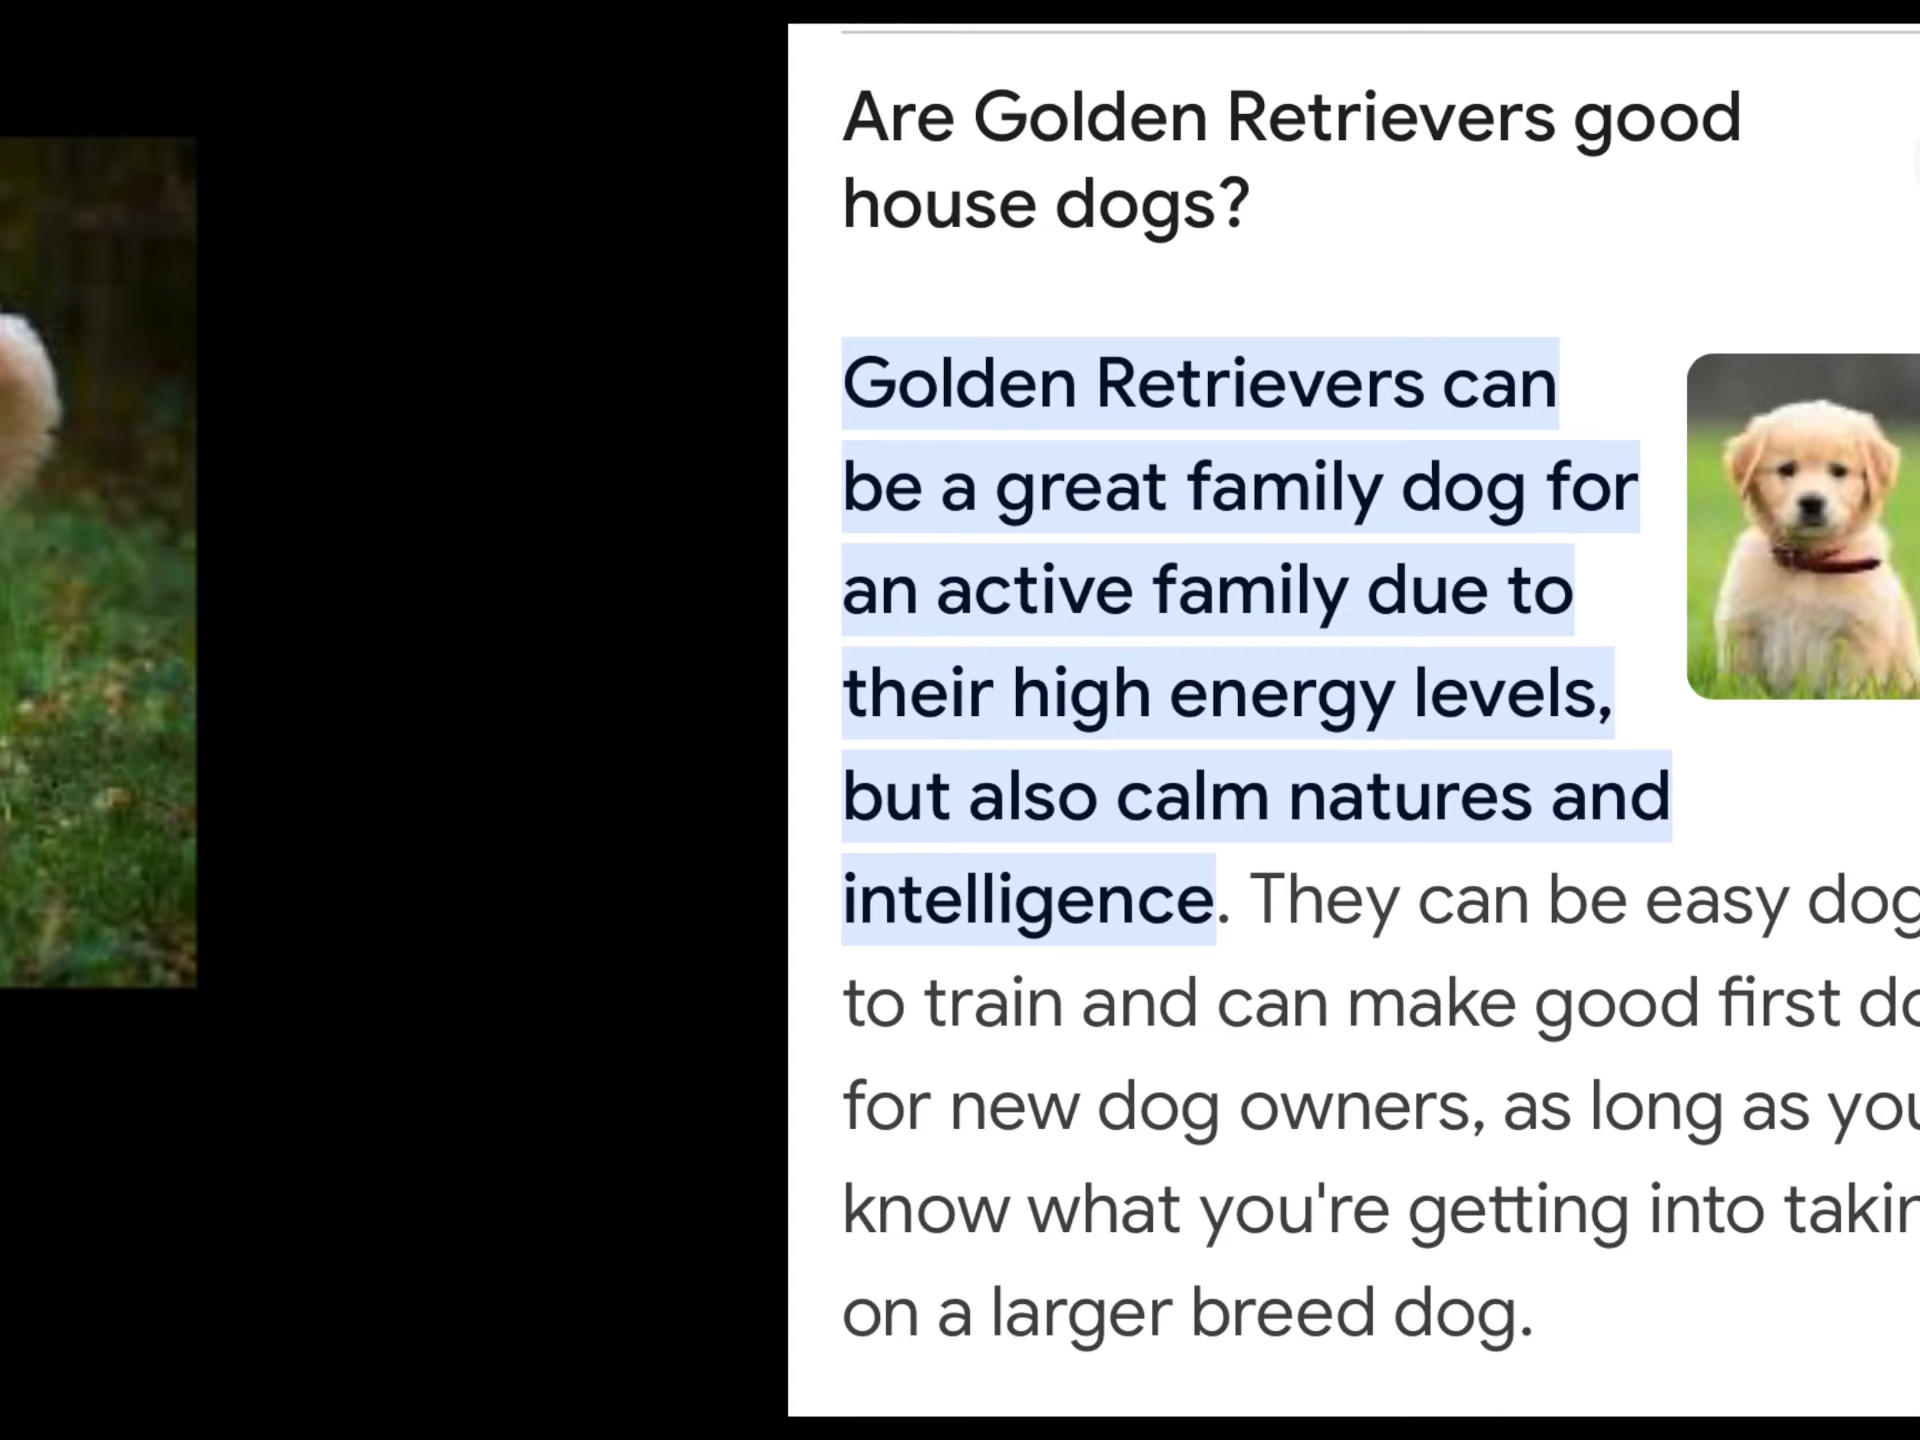 Are Golden Retrievers good
house dogs?
Golden Retrievers can
be a great family dog for
an active family due to
their high energy levels,
but also calm natures and
intelligence. They can be easy
to train and can make good first
for new dog owners, as long as
know what you're getting into
on a larger breed dog.